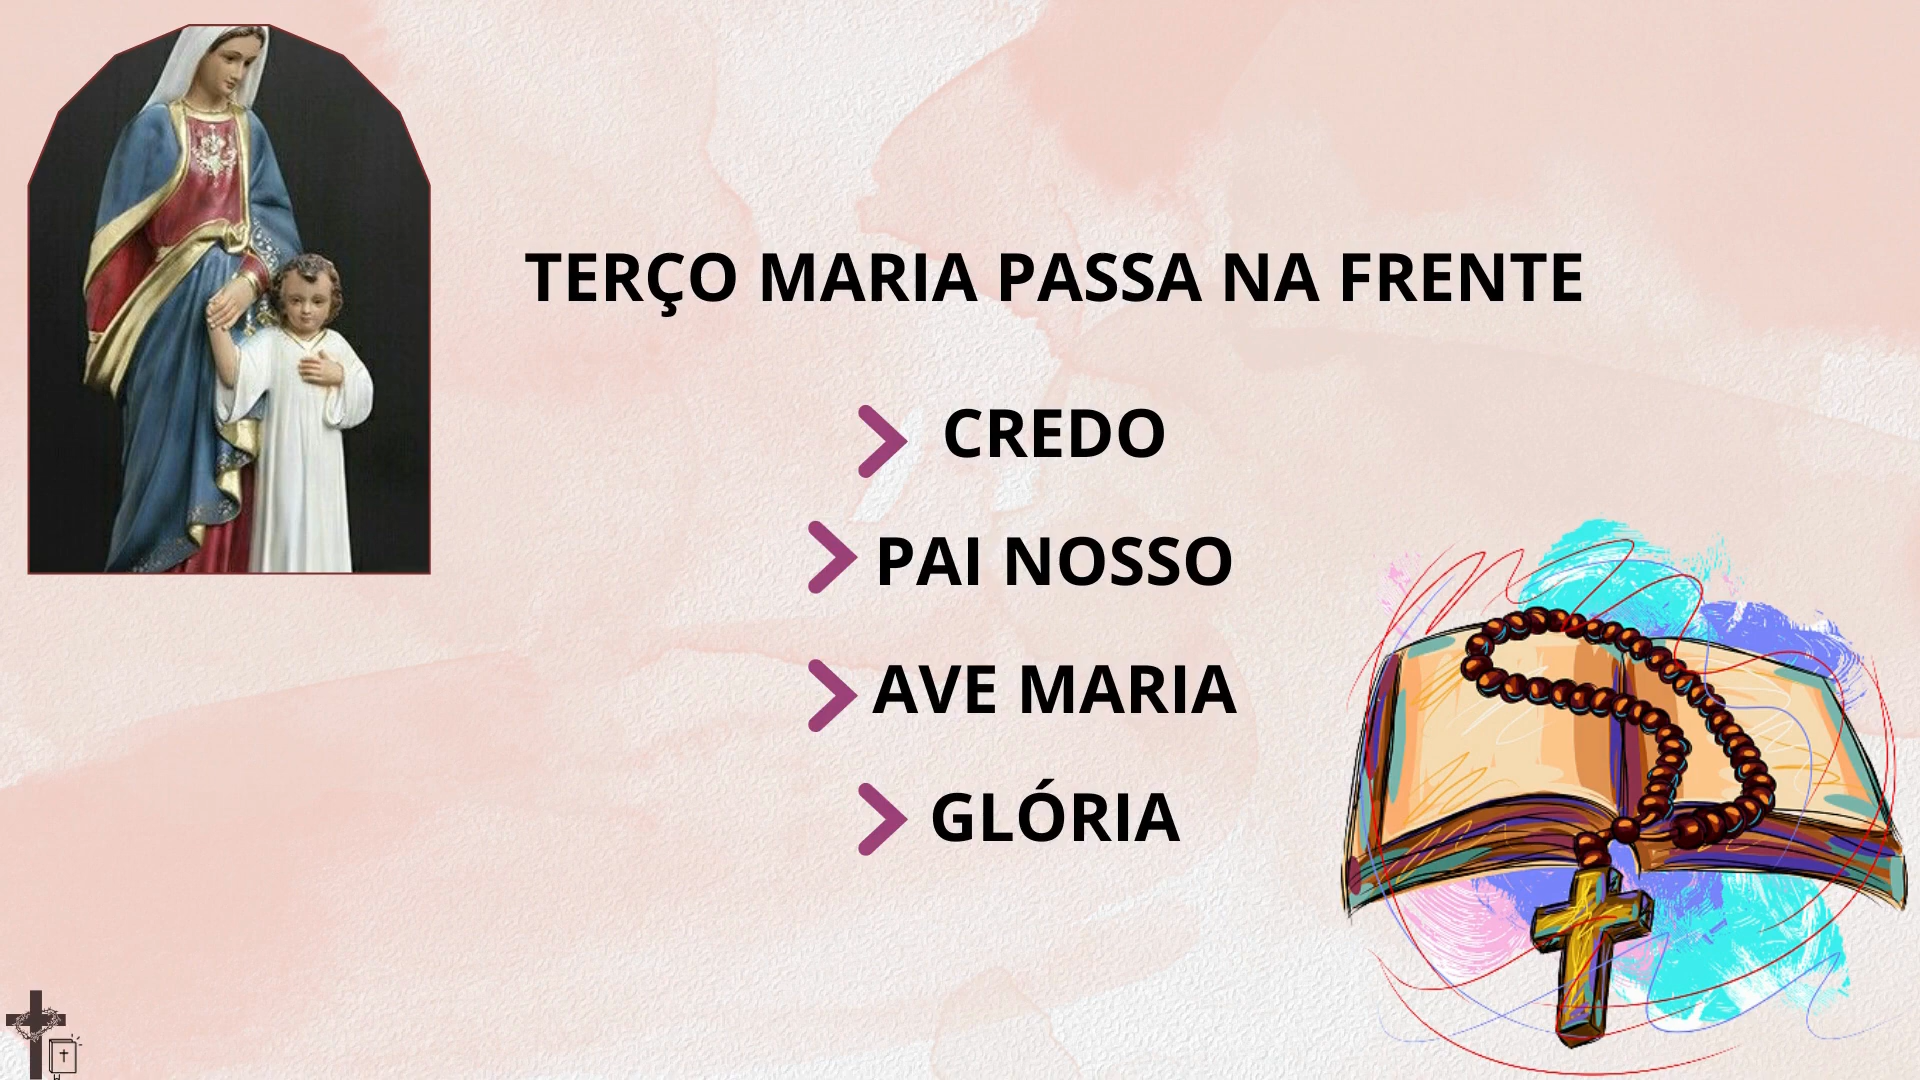 TERÇO MARIA PASSA NA FRENTE
CREDO
PAI NOSSO
AVE MARIA
GLÓRIA